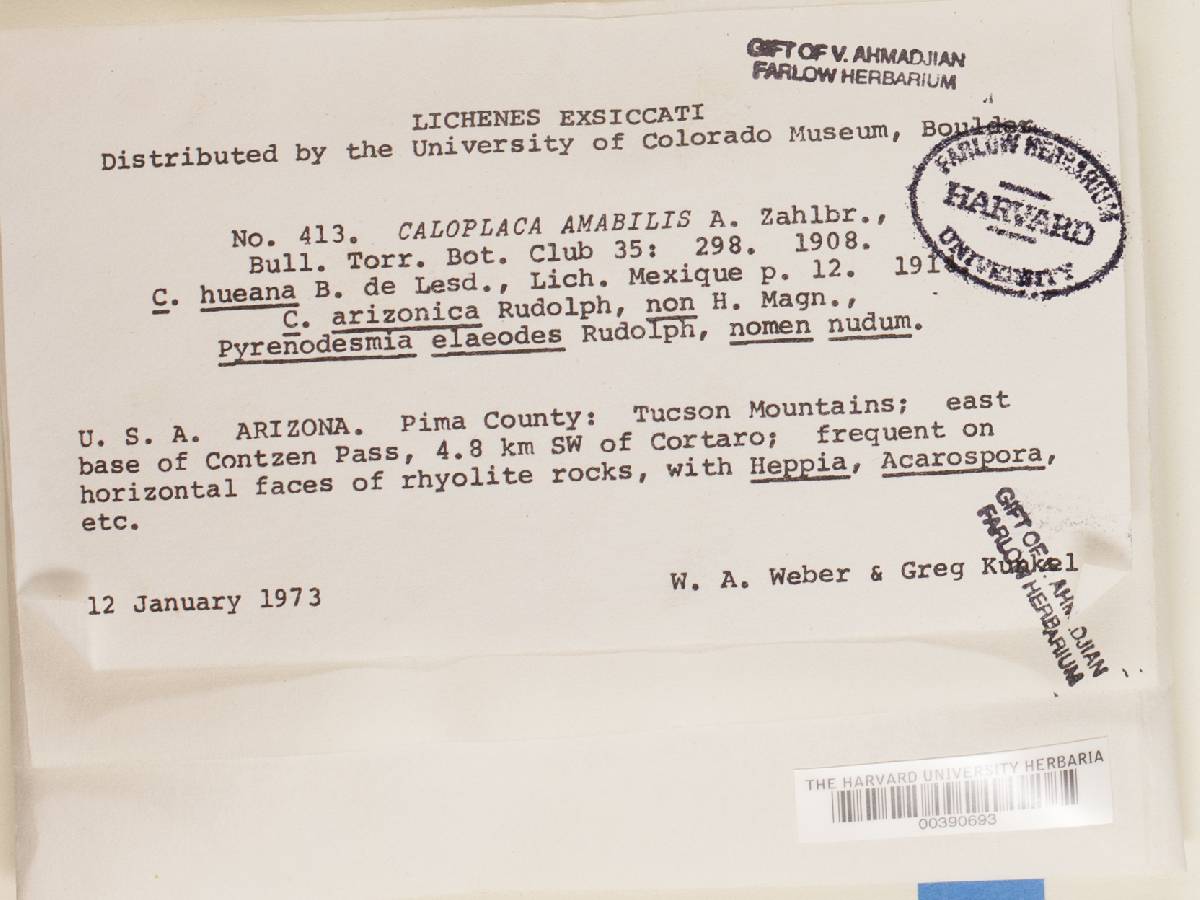 GIFT OF V. AHMADJIAN
FARLOW HERBARIUM
LICHENES EXSICCATI
Distributed by the University of Colorado Museum, Boulder
FARLOW HERBARIUM
HARVARD
UNIVERSITY
No. 413. CALOPLACA AMABILIS A. Zahlbr.,
Bull. Torr. Bot. Club 35: 298. 1908.
C. hueana B. de Lesd., Lich. Mexique p. 12.
C. arizonica Rudolph, non H. Magn.,
Pyrenodesmia elaeodes Rudolph, nomen nudum.
U. S. A. ARIZONA. Pima County: Tucson Mountains; east
base of Contzen Pass, 4.8 km SW of Cortaro; frequent on
horizontal faces of rhyolite rocks, with Heppia, Acarospora,
etc.
12 January 1973
W. A. Weber & Greg Kunkel
GIFT OF V. AHMADJIAN
FARLOW HERBARIUM
THE HARVARD UNIVERSITY HERBARIA
00390693